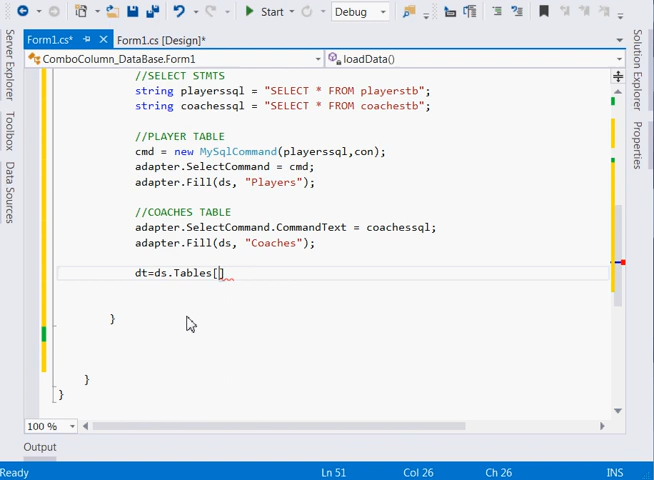 Start
Debug
Form1.cs*
Form1.cs [Design]*
ComboColumn_DataBase.Form1
loadData()
Server Explorer
Toolbox
Data Sources
Solution Explorer
Properties
//SELECT STMTS
string playerssql = "SELECT * FROM playerstb";
string coachessql = "SELECT * FROM coachestb";
//PLAYER TABLE
cmd = new MySqlCommand(playerssql,con);
adapter.SelectCommand = cmd;
adapter.Fill(ds, "Players");
//COACHES TABLE
adapter.SelectCommand.CommandText = coachessql;
adapter.Fill(ds, "Coaches");
dt=ds.Tables[]
}
}
}
100 %
Output
Ready
Ln 51
Col 26
Ch 26
INS